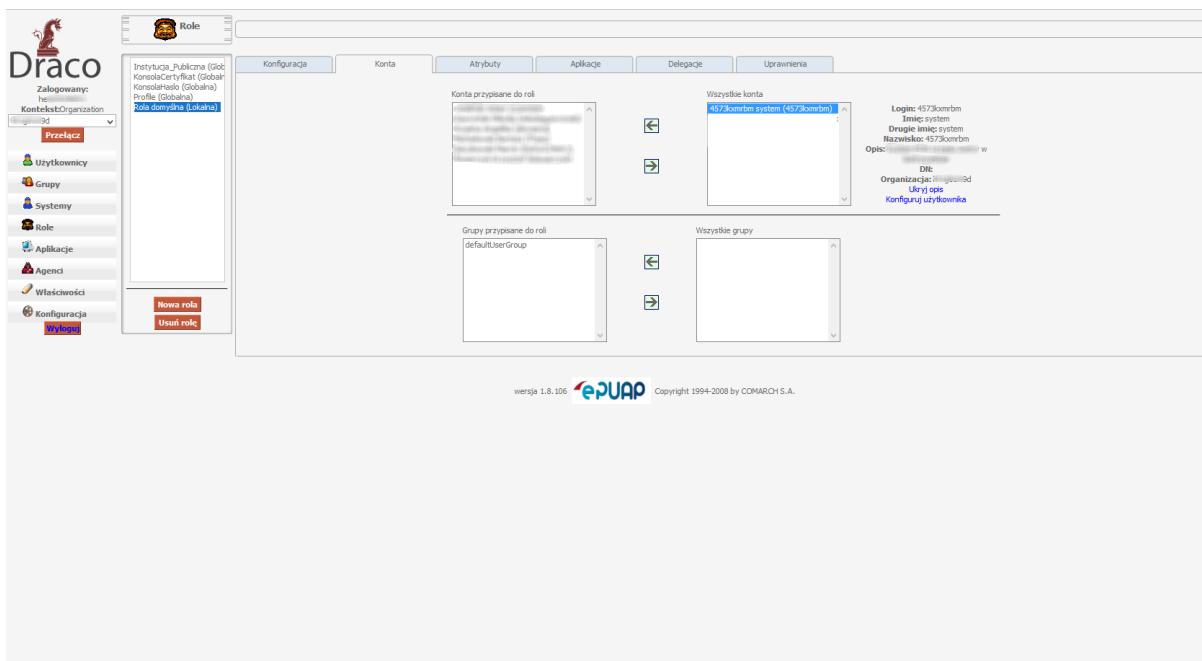 Draco
Zalogowany:
he
Kontekst:Organization
9d
Przełącz
Użytkownicy
Grupy
Systemy
Role
Aplikacje
Agenci
Właściwości
Konfiguracja
Wyloguj
Role
Instytucja_Publiczna (Glob
KonsolaCertyfikat (Globaln
KonsolaHaslo (Globalna)
Profile (Globalna)
Rola domyślna (Lokalna)
Nowa rola
Usuń rolę
Konfiguracja Konta Atrybuty Aplikacje Delegacje Uprawnienia
Konta przypisane do roli
Wszystkie konta
4573kxmrbm system (4573kxmrbm)
Login: 4573kxmrbm
Imię: system
Drugie imię: system
Nazwisko: 4573kxmrbm
Opis: w
DN:
Organizacja: 9d
Ukryj opis
Konfiguruj użytkownika
Grupy przypisane do roli
defaultUserGroup
Wszystkie grupy
wersja 1.8.106 ePUAP Copyright 1994-2008 by COMARCH S.A.